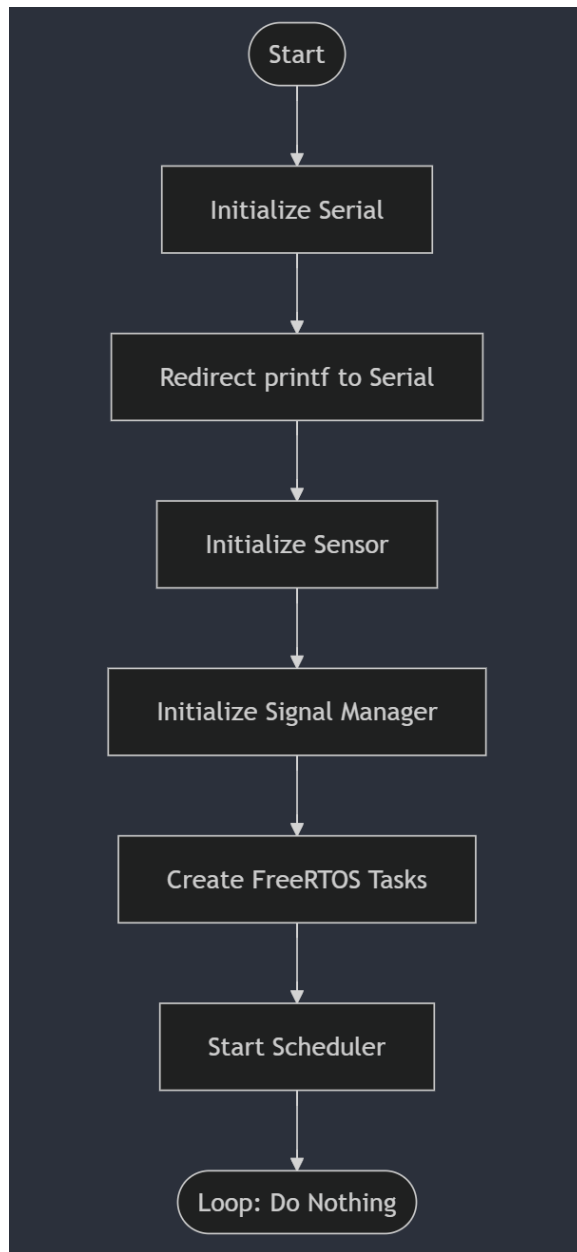 Start
Initialize Serial
Redirect printf to Serial
Initialize Sensor
Initialize Signal Manager
Create FreeRTOS Tasks
Start Scheduler
Loop: Do Nothing